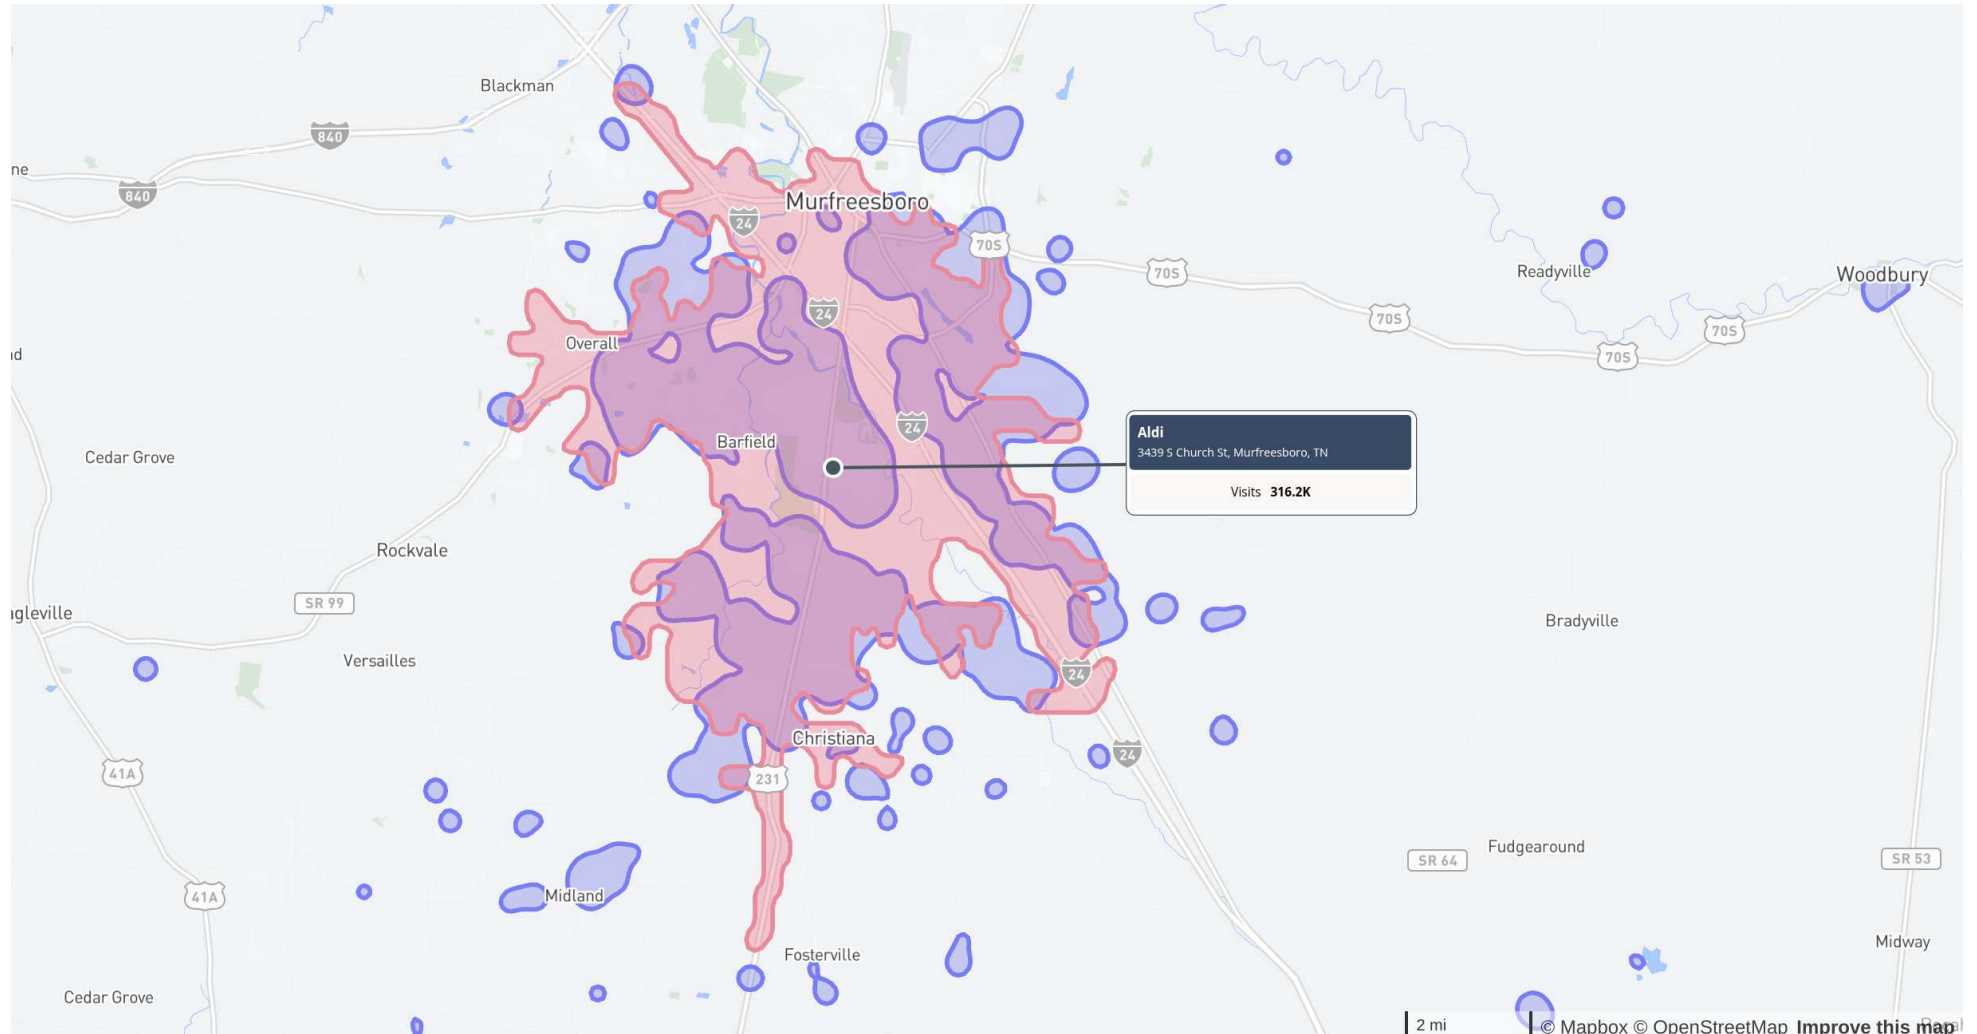 Blackman
840
ne
840
Murfreesboro
24
70S
70S
Readyville
Woodbury
24
70S
70S
70S
Overall
24
Barfield
Cedar Grove
Aldi
3439 S Church St, Murfreesboro, TN
Visits 316.2K
Rockvale
SR 99
agleville
Bradyville
Versailles
24
Christiana
24
231
41A
Fudgearound
SR 64
SR 53
41A
Midland
Midway
Fosterville
Cedar Grove
2 mi
© Mapbox © OpenStreetMap Improve this map